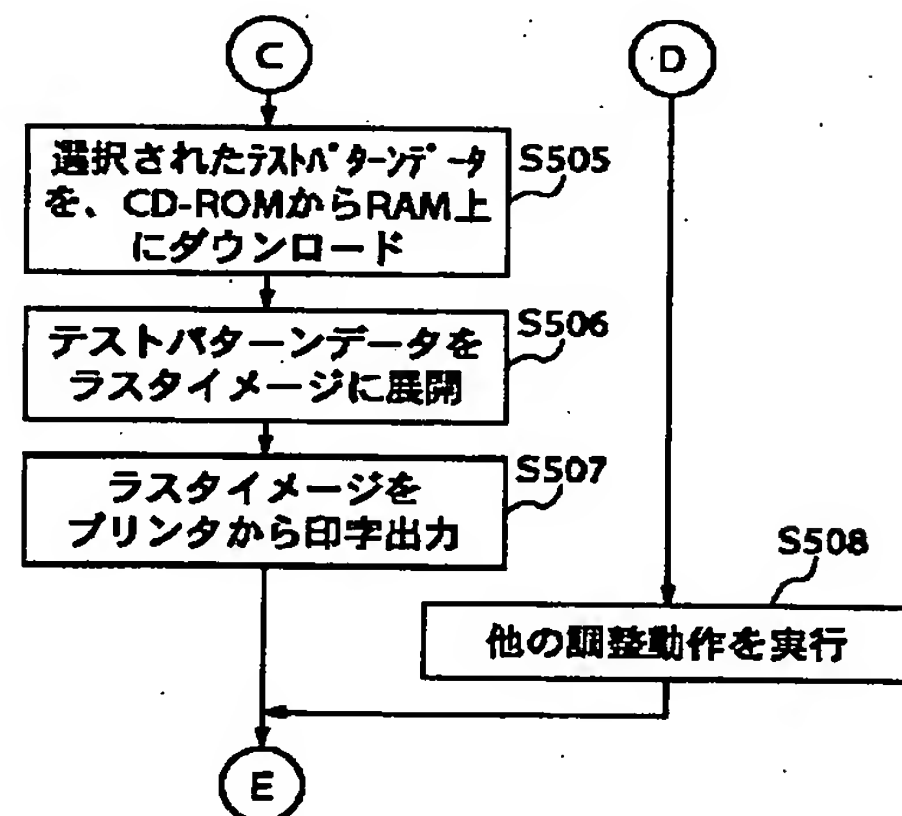 C
D
選択されたﾃｽﾄﾊﾟﾀｰﾝﾃﾞｰﾀ
を、CD-ROMからRAM上
にダウンロード
S505
テストパターンデータを
ラスタイメージに展開
S506
ラスタイメージを
プリンタから印字出力
S507
S508
他の調整動作を実行
E